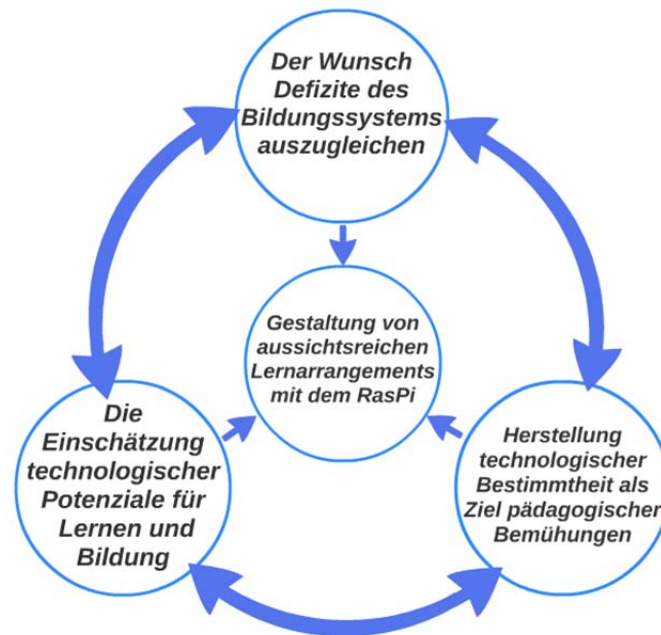 Der Wunsch
Defizite des
Bildungssystems
auszugleichen
Gestaltung von
aussichtsreichen
Lernarrangements
mit dem RasPi
Die
Einschätzung
technologischer
Potenziale für
Lernen und
Bildung
Herstellung
technologischer
Bestimmtheit als
Ziel pädagogischer
Bemühungen